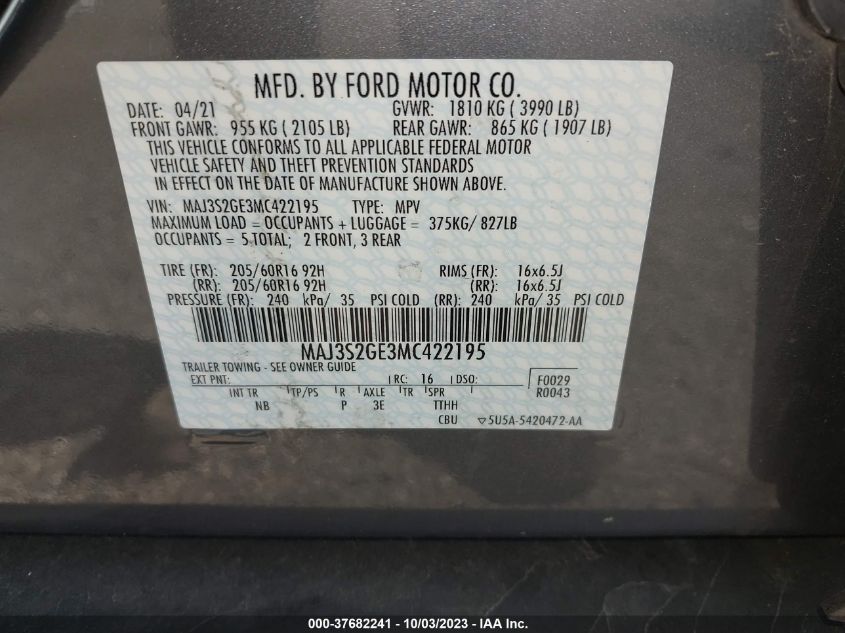 MFD. BY FORD MOTOR CO.
DATE: 04/21 GVWR: 1810 KG ( 3990 LB)
FRONT GAWR: 955 KG ( 2105 LB) REAR GAWR: 865 KG ( 1907 LB)
THIS VEHICLE CONFORMS TO ALL APPLICABLE FEDERAL MOTOR
VEHICLE SAFETY AND THEFT PREVENTION STANDARDS
IN EFFECT ON THE DATE OF MANUFACTURE SHOWN ABOVE.
VIN: MAJ3S2GE3MC422195 TYPE: MPV
MAXIMUM LOAD = OCCUPANTS + LUGGAGE = 375KG/ 827LB
OCCUPANTS = 5 TOTAL; 2 FRONT, 3 REAR
TIRE (FR): 205/60R16 92H RIMS (FR): 16x6.5J
(RR): 205/60R16 92H (RR): 16x6.5J
PRESSURE (FR): 240 kPa/ 35 PSI COLD (RR): 240 kPa/ 35 PSI COLD
MAJ3S2GE3MC422195
TRAILER TOWING - SEE OWNER GUIDE
EXT PNT: RC: 16 DSO: F0029
INT TR TP/PS R AXLE TR SPR R0043
NB P 3E TTHH
CBU ▽5U5A-5420472-AA
000-37682241 - 10/03/2023 - IAA Inc.